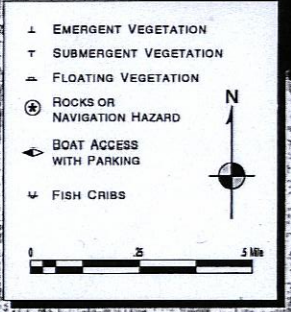 EMERGENT VEGETATION
SUBMERGENT VEGETATION
FLOATING VEGETATION
ROCKS OR
NAVIGATION HAZARD
N
BOAT ACCESS
WITH PARKING
FISH CRIBS
0 .25 .5 Mile